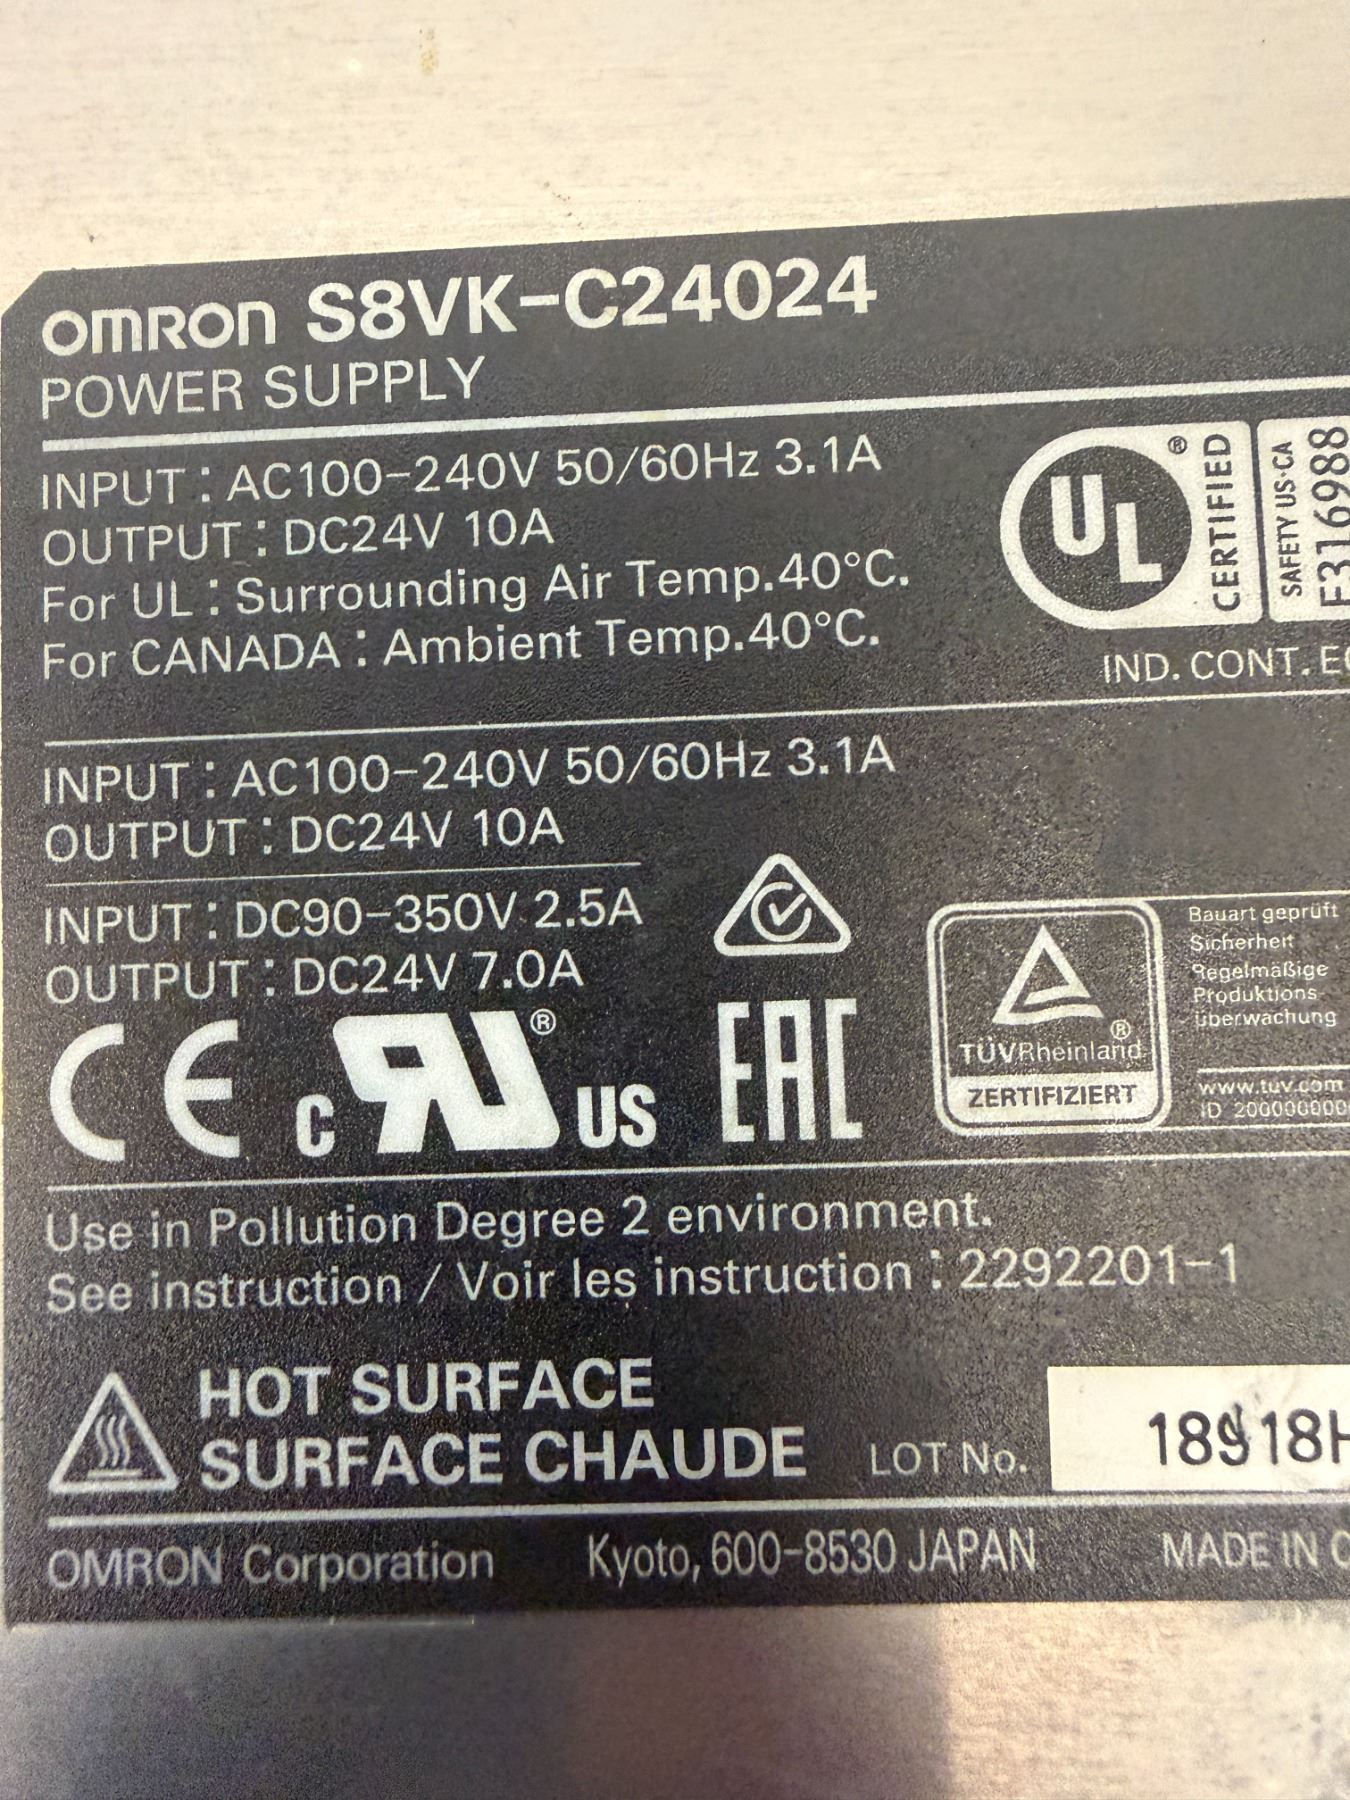 OMRON S8VK-C24024
POWER SUPPLY
INPUT : AC100-240V 50/60Hz 3.1A
OUTPUT : DC24V 10A
For UL : Surrounding Air Temp.40°C.
For CANADA : Ambient Temp.40°C.
UL ® CERTIFIED
SAFETY US·CA
E316988
IND. CONT.
INPUT : AC100-240V 50/60Hz 3.1A
OUTPUT : DC24V 10A
INPUT : DC90-350V 2.5A
OUTPUT : DC24V 7.0A
CE c RU ® US EAC
TÜVRheinland ®
ZERTIFIZIERT
Bauart geprüft
Sicherheit
Regelmäßige
Produktions-
überwachung
www.tuv.com
ID
Use in Pollution Degree 2 environment.
See instruction / Voir les instruction : 2292201-1
HOT SURFACE
SURFACE CHAUDE
LOT No.
OMRON Corporation Kyoto, 600-8530 JAPAN MADE IN